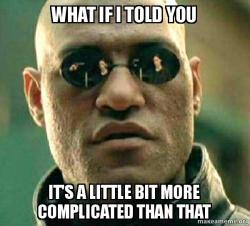 WHAT IF I TOLD YOU
IT'S A LITTLE BIT MORE
COMPLICATED THAN THAT
makeameme.org